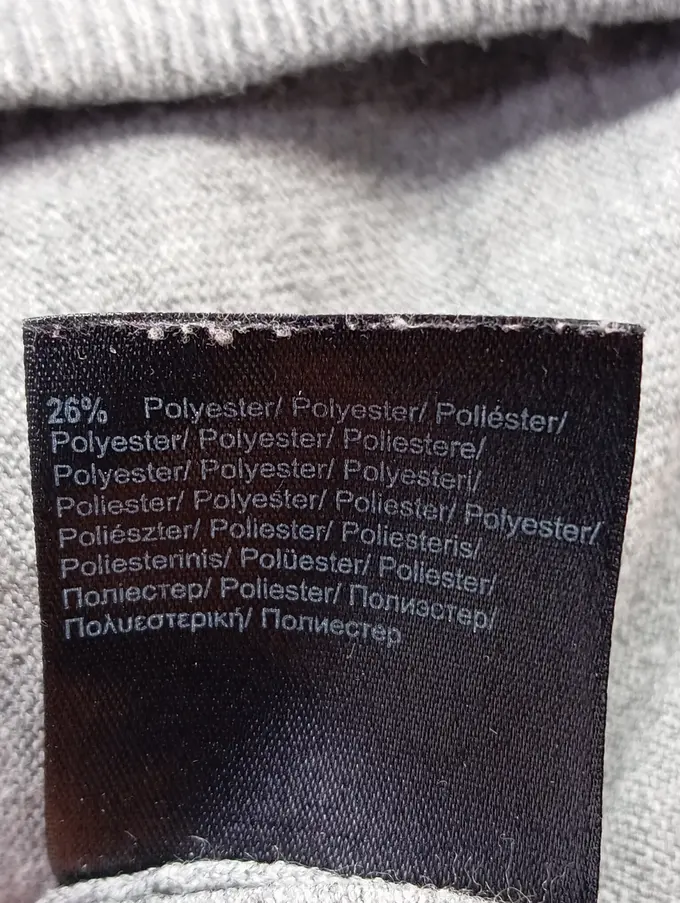 26% Polyester/ Polyester/ Poliéster/
Polyester/ Polyester/ Poliestere/
Polyester/ Polyester/ Polyesteri/
Poliester/ Polyester/ Poliester/ Polyester/
Poliészter/ Poliester/ Poliesteris/
Poliesterinis/ Polüester/ Poliester/
Поліестер/ Poliester/ Полиэстер/
Πολυεστερική/ Полиестер